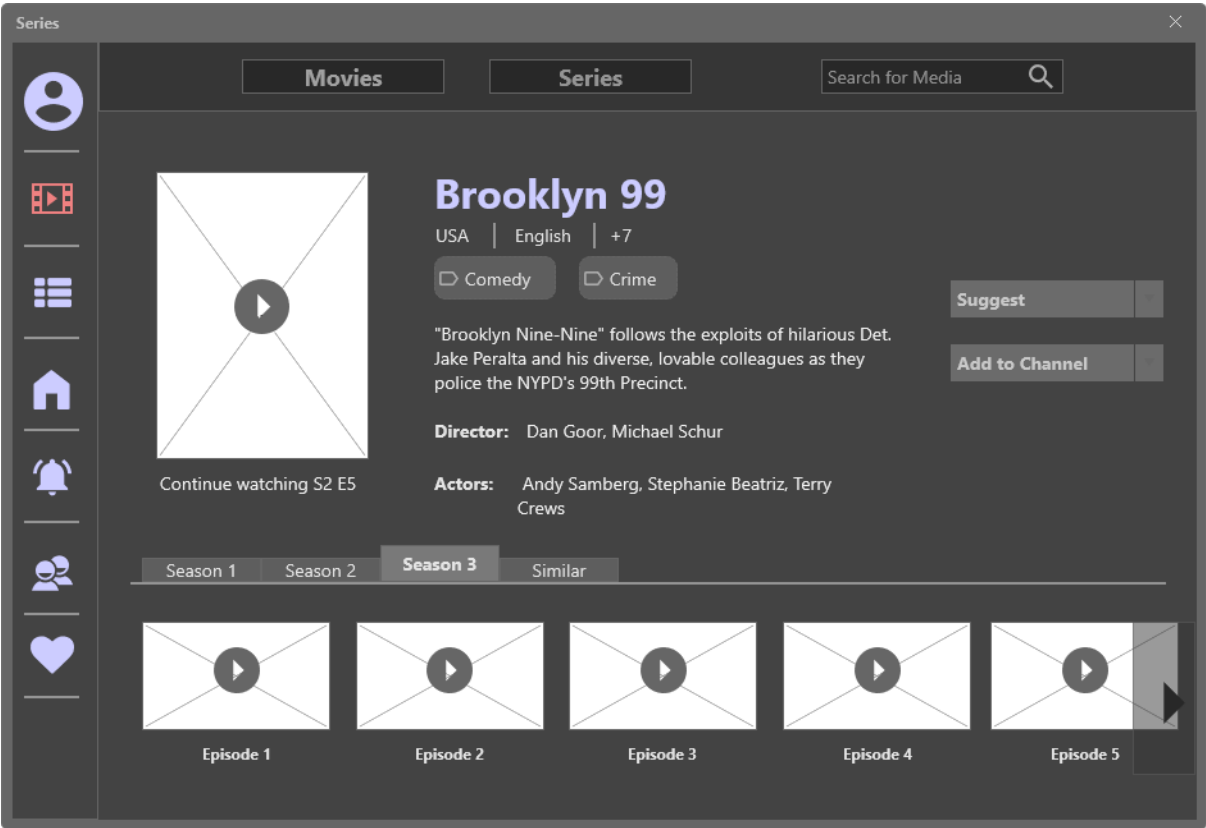 Series
Movies
Series
Search for Media
Brooklyn 99
USA
English
+7
Comedy
Crime
Suggest
"Brooklyn Nine-Nine" follows the exploits of hilarious Det.
Jake Peralta and his diverse, lovable colleagues as they
police the NYPD's 99th Precinct.
Add to Channel
Director: Dan Goor, Michael Schur
Continue watching S2 E5
Actors: Andy Samberg, Stephanie Beatriz, Terry
Crews
Season 1
Season 2
Season 3
Similar
Episode 1
Episode 2
Episode 3
Episode 4
Episode 5